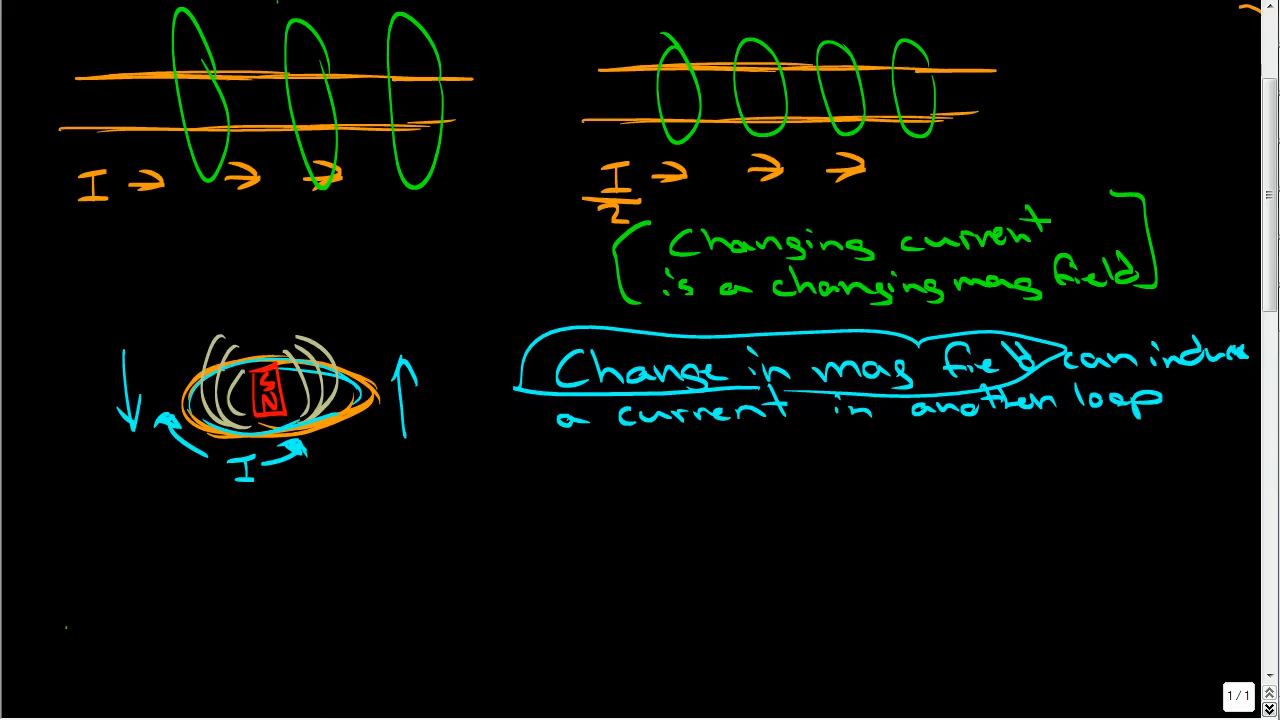 I → → →
I/2 → → →
[Changing current
is a changing mag field]
Change in mag field can induce
a current in another loop
S
N
I
1 / 1